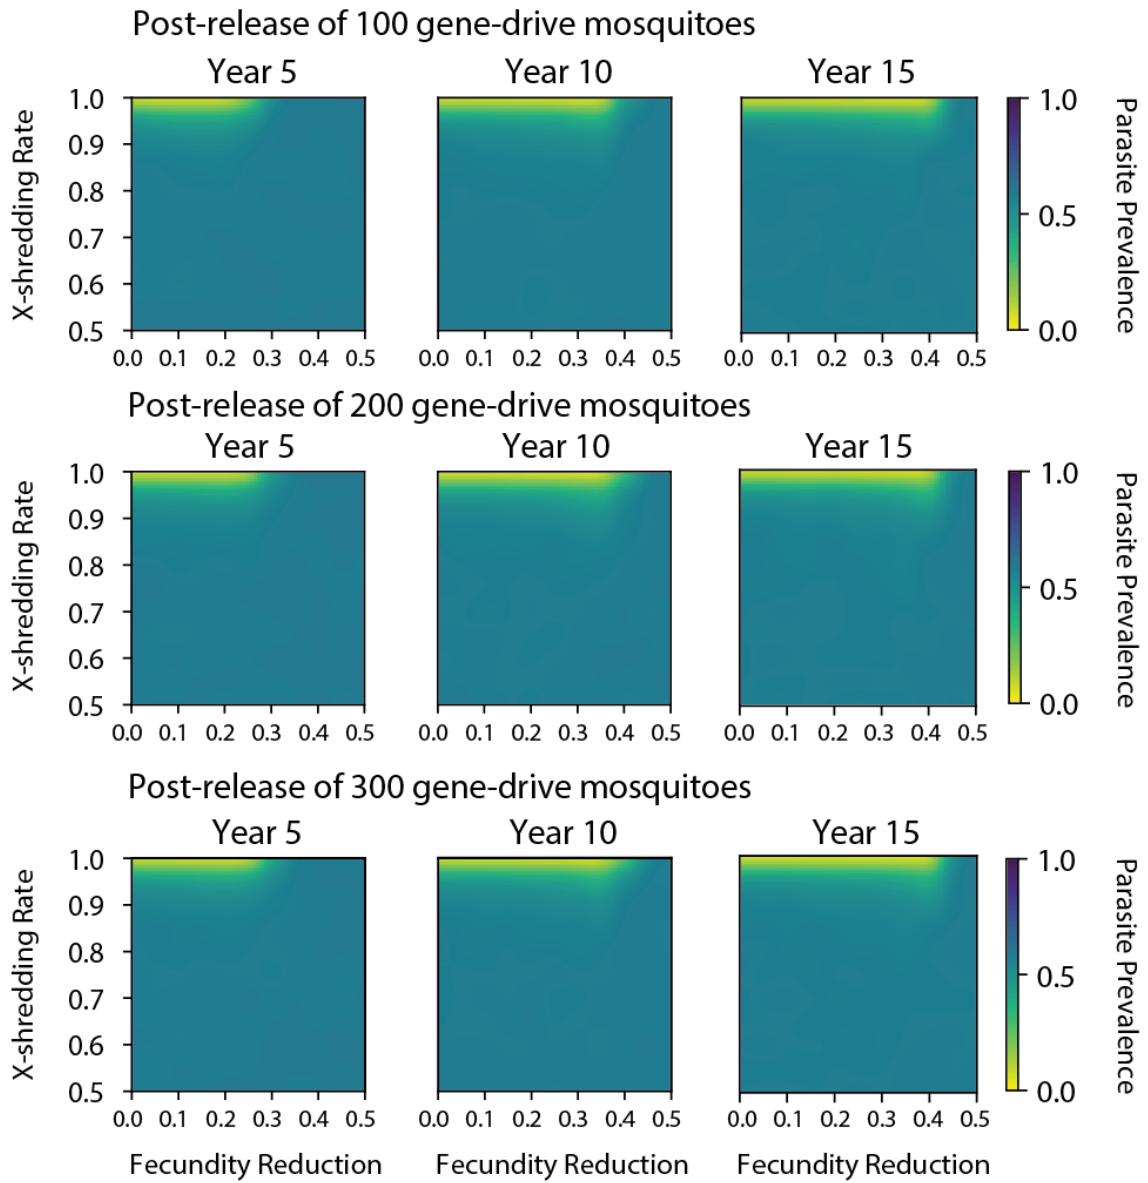 Post-release of 100 gene-drive mosquitoes
Year 5 Year 10 Year 15
X-shredding Rate
1.0
0.9
0.8
0.7
0.6
0.5
0.0 0.1 0.2 0.3 0.4 0.5
0.0 0.1 0.2 0.3 0.4 0.5
0.0 0.1 0.2 0.3 0.4 0.5
1.0
0.5
0.0
Parasite Prevalence
Post-release of 200 gene-drive mosquitoes
Year 5 Year 10 Year 15
X-shredding Rate
1.0
0.9
0.8
0.7
0.6
0.5
0.0 0.1 0.2 0.3 0.4 0.5
0.0 0.1 0.2 0.3 0.4 0.5
0.0 0.1 0.2 0.3 0.4 0.5
1.0
0.5
0.0
Parasite Prevalence
Post-release of 300 gene-drive mosquitoes
Year 5 Year 10 Year 15
X-shredding Rate
1.0
0.9
0.8
0.7
0.6
0.5
0.0 0.1 0.2 0.3 0.4 0.5
0.0 0.1 0.2 0.3 0.4 0.5
0.0 0.1 0.2 0.3 0.4 0.5
1.0
0.5
0.0
Parasite Prevalence
Fecundity Reduction Fecundity Reduction Fecundity Reduction